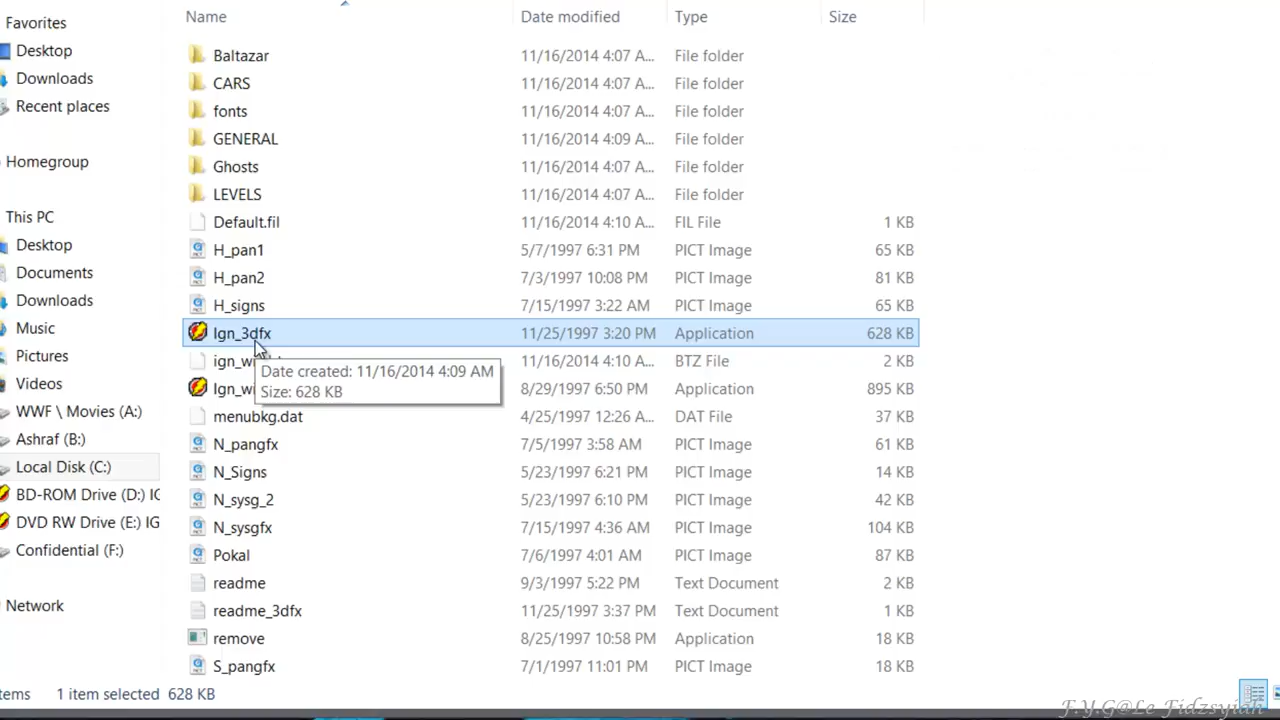 Name Date modified Type Size
Favorites
Desktop
Downloads
Recent places
Homegroup
This PC
Desktop
Documents
Downloads
Music
Pictures
Videos
WWF \ Movies (A:)
Ashraf (B:)
Local Disk (C:)
BD-ROM Drive (D:) IG
DVD RW Drive (E:) IG
Confidential (F:)
Network
Baltazar 11/16/2014 4:07 A... File folder
CARS 11/16/2014 4:07 A... File folder
fonts 11/16/2014 4:07 A... File folder
GENERAL 11/16/2014 4:09 A... File folder
Ghosts 11/16/2014 4:07 A... File folder
LEVELS 11/16/2014 4:07 A... File folder
Default.fil 11/16/2014 4:10 A... FIL File 1 KB
H_pan1 5/7/1997 6:31 PM PICT Image 65 KB
H_pan2 7/3/1997 10:08 PM PICT Image 81 KB
H_signs 7/15/1997 3:22 AM PICT Image 65 KB
Ign_3dfx 11/25/1997 3:20 PM Application 628 KB
11/16/2014 4:10 A... BTZ File 2 KB
8/29/1997 6:50 PM Application 895 KB
Date created: 11/16/2014 4:09 AM
Size: 628 KB
menubkg.dat 4/25/1997 12:26 A... DAT File 37 KB
N_pangfx 7/5/1997 3:58 AM PICT Image 61 KB
N_Signs 5/23/1997 6:21 PM PICT Image 14 KB
N_sysg_2 5/23/1997 6:10 PM PICT Image 42 KB
N_sysgfx 7/15/1997 4:36 AM PICT Image 104 KB
Pokal 7/6/1997 4:01 AM PICT Image 87 KB
readme 9/3/1997 5:22 PM Text Document 2 KB
readme_3dfx 11/25/1997 3:37 PM Text Document 1 KB
remove 8/25/1997 10:58 PM Application 18 KB
S_pangfx 7/1/1997 11:01 PM PICT Image 18 KB
tems 1 item selected 628 KB
F.Y.G@Le Fidzsyiah